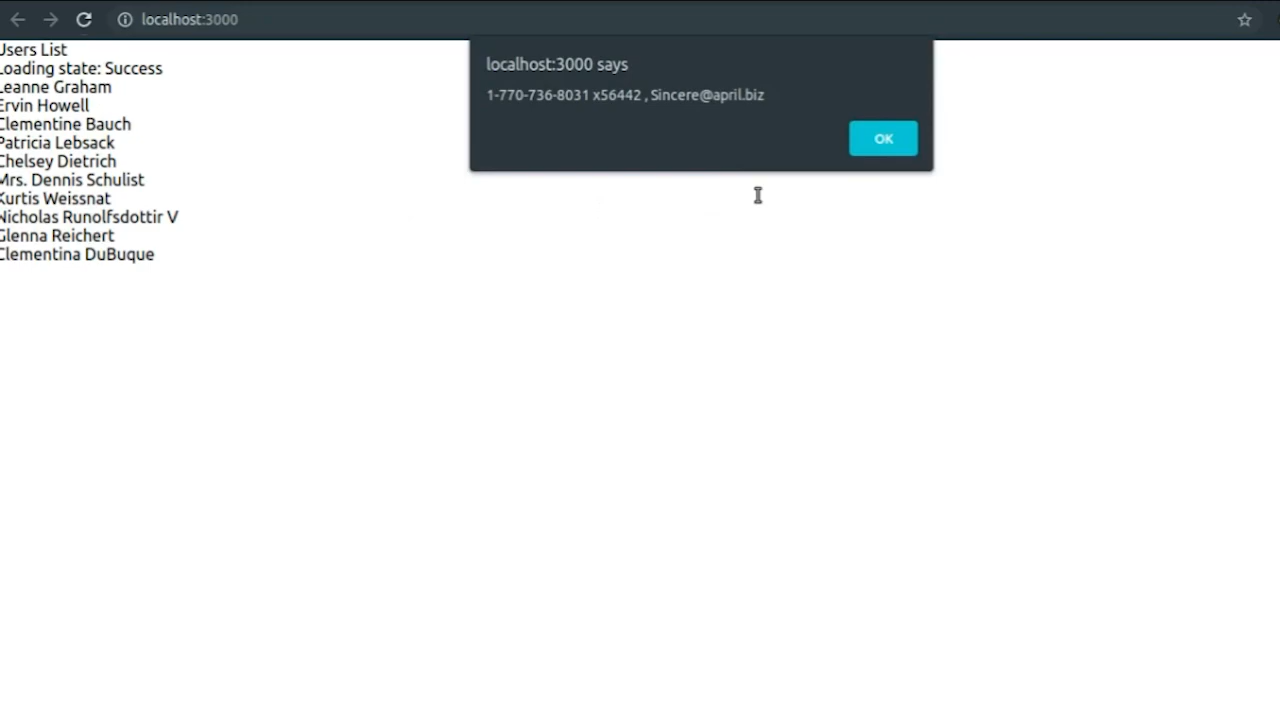 localhost:3000
Users List
Loading state: Success
Leanne Graham
Ervin Howell
Clementine Bauch
Patricia Lebsack
Chelsey Dietrich
Mrs. Dennis Schulist
Kurtis Weissnat
Nicholas Runolfsdottir V
Glenna Reichert
Clementina DuBuque
localhost:3000 says
1-770-736-8031 x56442 , Sincere@april.biz
OK